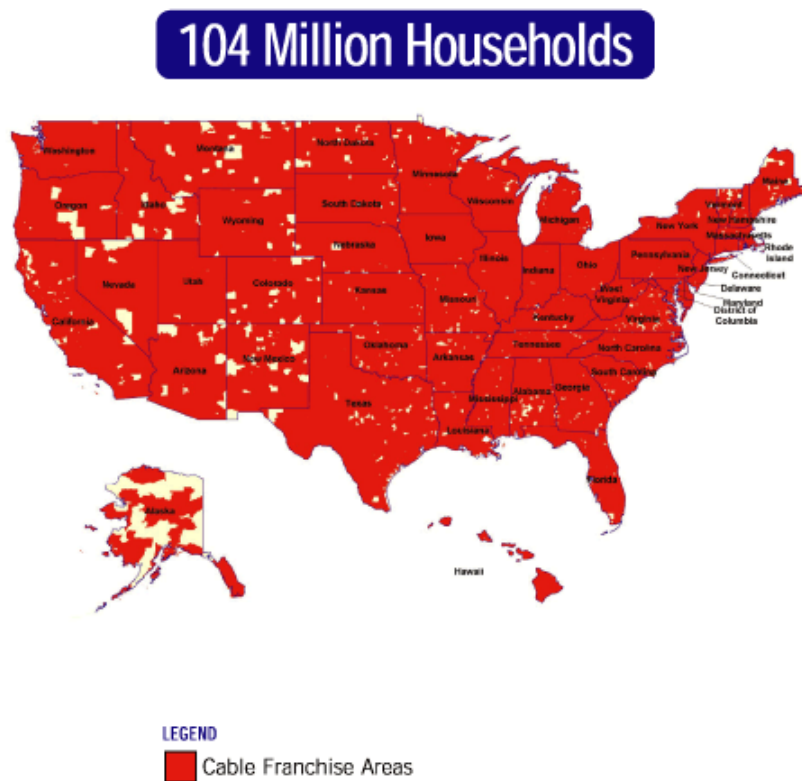 104 Million Households
Washington
Montana
North Dakota
Minnesota
Maine
Oregon
Idaho
Wyoming
South Dakota
Wisconsin
Michigan
Vermont
New Hampshire
New York
Massachusetts
Rhode
Island
Connecticut
Nebraska
Iowa
Illinois
Indiana
Ohio
Pennsylvania
New Jersey
Delaware
Maryland
District of
Columbia
Nevada
Utah
Colorado
Kansas
Missouri
West
Virginia
Virginia
Kentucky
California
Arizona
New Mexico
Oklahoma
Arkansas
Tennessee
North Carolina
South Carolina
Texas
Mississippi
Alabama
Georgia
Louisiana
Florida
Alaska
Hawaii
LEGEND
Cable Franchise Areas